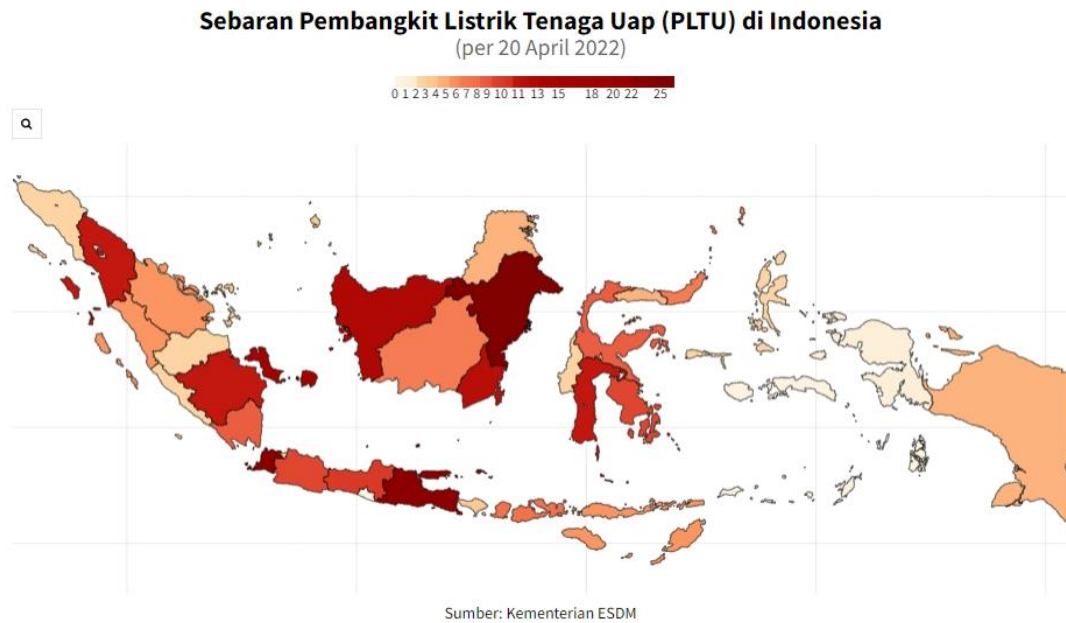 Sebaran Pembangkit Listrik Tenaga Uap (PLTU) di Indonesia
(per 20 April 2022)
0 1 2 3 4 5 6 7 8 9 10 11 13 15 18 20 22 25
Sumber: Kementerian ESDM